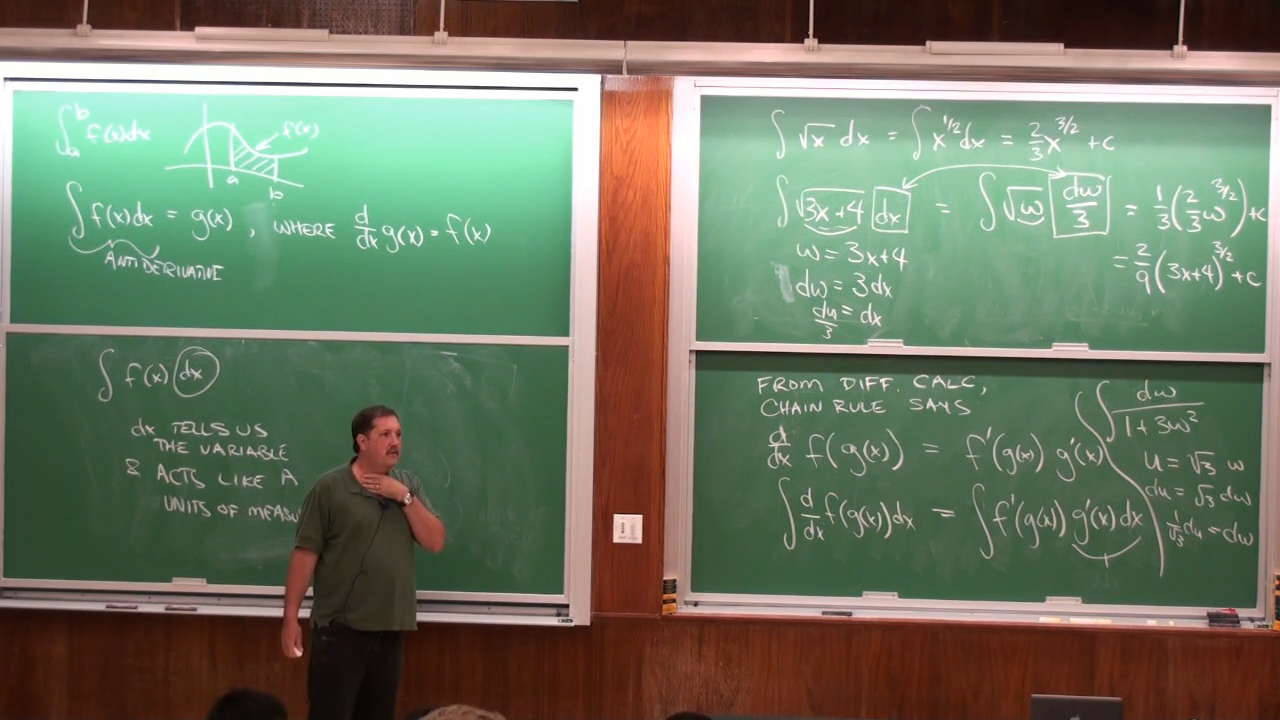 ∫_a^b f(x)dx
f(x)
a
b
∫ f(x)dx = g(x), WHERE d/dx g(x) = f(x)
ANTIDERIVATIVE
∫ f(x) dx
dx TELLS US
THE VARIABLE
& ACTS LIKE A
UNITS OF MEASU
∫ √x dx = ∫ x^{1/2} dx = 2/3 x^{3/2} + c
∫ √(3x+4) dx = ∫ √w dw/3 = 1/3 (2/3 w^{3/2}) + c
= 2/9 (3x+4)^{3/2} + c
w = 3x+4
dw = 3dx
du/3 = dx
FROM DIFF. CALC,
CHAIN RULE SAYS
d/dx f(g(x)) = f'(g(x)) g'(x)
∫ d/dx f(g(x))dx = ∫ f'(g(x)) g'(x) dx
∫ dw/(1+3w²)
u = √3 w
du = √3 dw
1/√3 du = dw